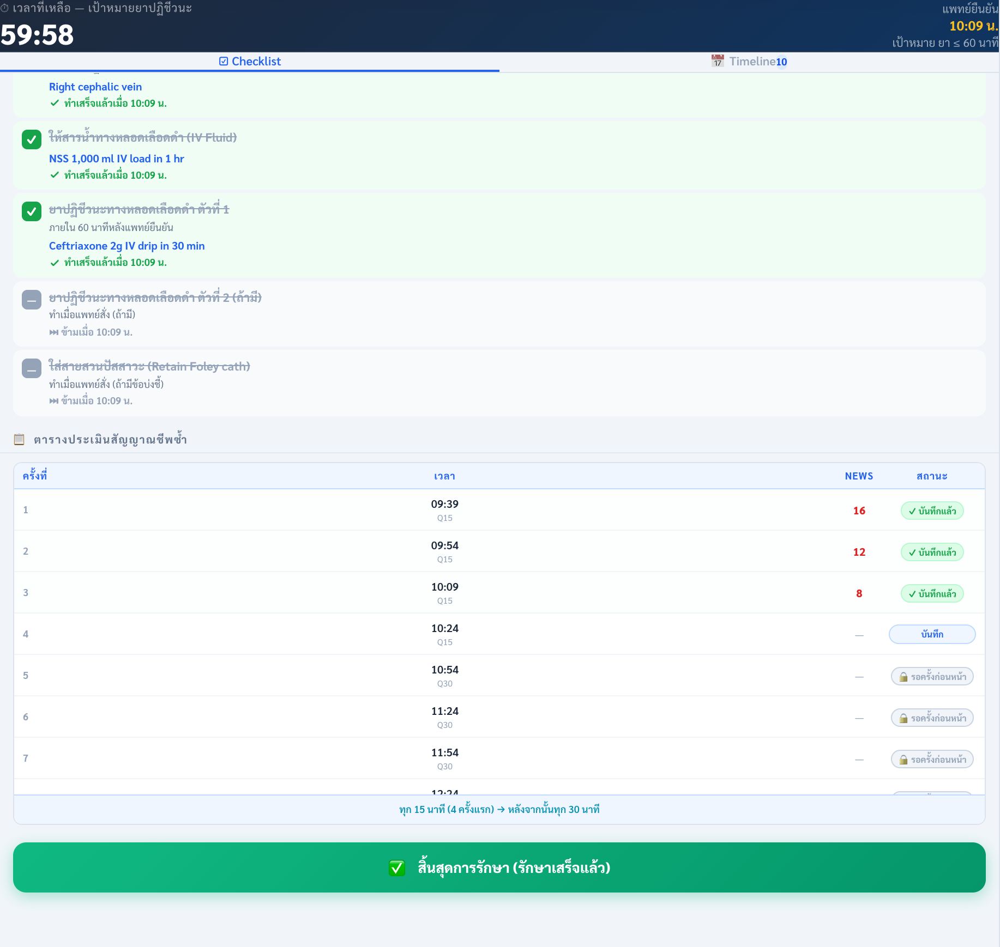 ⏱ เวลาที่เหลือ — เป้าหมายยาปฏิชีวนะ
59:58
แพทย์ยืนยัน
10:09 น.
เป้าหมาย ยา ≤ 60 นาที
Checklist
Timeline 10
Right cephalic vein
✓ ทำเสร็จแล้วเมื่อ 10:09 น.
ให้สารน้ำทางหลอดเลือดดำ (IV Fluid)
NSS 1,000 ml IV load in 1 hr
✓ ทำเสร็จแล้วเมื่อ 10:09 น.
ยาปฏิชีวนะทางหลอดเลือดดำ ตัวที่ 1
ภายใน 60 นาทีหลังแพทย์ยืนยัน
Ceftriaxone 2g IV drip in 30 min
✓ ทำเสร็จแล้วเมื่อ 10:09 น.
ยาปฏิชีวนะทางหลอดเลือดดำ ตัวที่ 2 (ถ้ามี)
ทำเมื่อแพทย์สั่ง (ถ้ามี)
⏭ ข้ามเมื่อ 10:09 น.
ใส่สายสวนปัสสาวะ (Retain Foley cath)
ทำเมื่อแพทย์สั่ง (ถ้ามีข้อบ่งชี้)
⏭ ข้ามเมื่อ 10:09 น.
📋 ตารางประเมินสัญญาณชีพซ้ำ
ครั้งที่ เวลา NEWS สถานะ
1 09:39 Q15 16 ✓ บันทึกแล้ว
2 09:54 Q15 12 ✓ บันทึกแล้ว
3 10:09 Q15 8 ✓ บันทึกแล้ว
4 10:24 Q15 — บันทึก
5 10:54 Q30 — 🔒 รอครั้งก่อนหน้า
6 11:24 Q30 — 🔒 รอครั้งก่อนหน้า
7 11:54 Q30 — 🔒 รอครั้งก่อนหน้า
12:24
ทุก 15 นาที (4 ครั้งแรก) → หลังจากนั้นทุก 30 นาที
✅ สิ้นสุดการรักษา (รักษาเสร็จแล้ว)